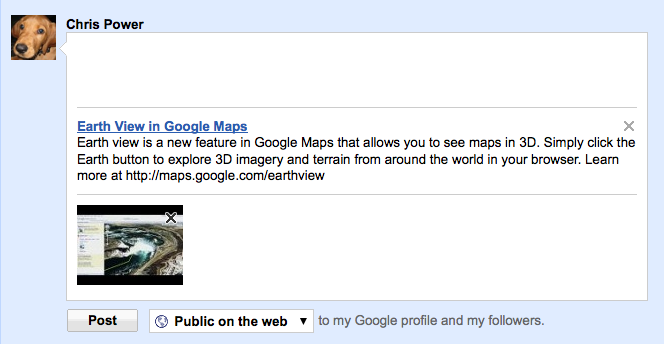 Chris Power
Earth View in Google Maps
Earth view is a new feature in Google Maps that allows you to see maps in 3D. Simply click the
Earth button to explore 3D imagery and terrain from around the world in your browser. Learn
more at http://maps.google.com/earthview
Post
Public on the web ▼
to my Google profile and my followers.